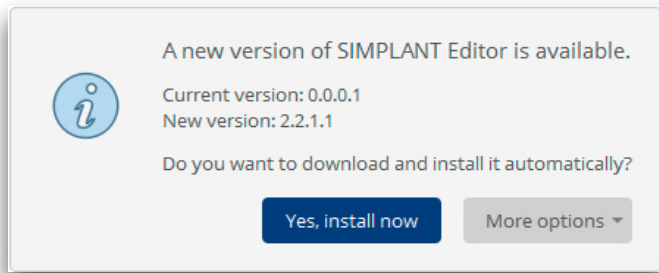 A new version of SIMPLANT Editor is available.
Current version: 0.0.0.1
New version: 2.2.1.1
Do you want to download and install it automatically?
Yes, install now
More options